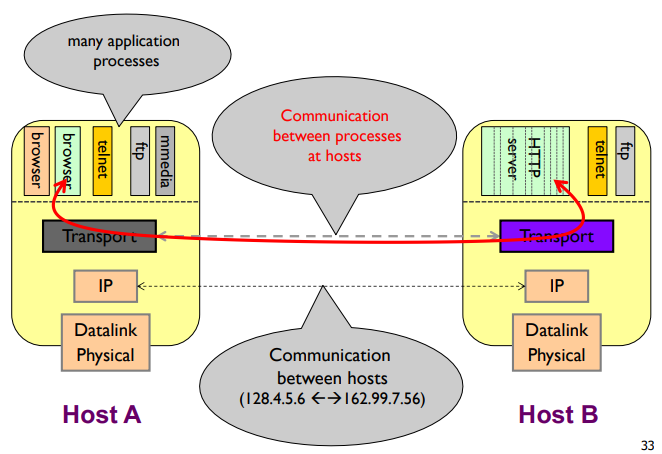 many application
processes
Communication
between processes
at hosts
browser
browser
telnet
ftp
mmedia
HTTP
server
telnet
ftp
Transport
Transport
IP
IP
Datalink
Physical
Datalink
Physical
Communication
between hosts
(128.4.5.6 ←→162.99.7.56)
Host A
Host B
33